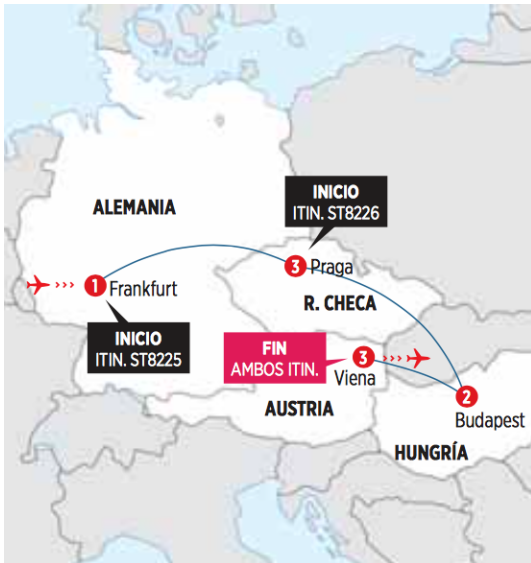 ALEMANIA
INICIO
ITIN. ST8226
3 Praga
1 Frankfurt
R. CHECA
INICIO
ITIN. ST8225
FIN
AMBOS ITIN.
3
Viena
2
Budapest
AUSTRIA
HUNGRÍA